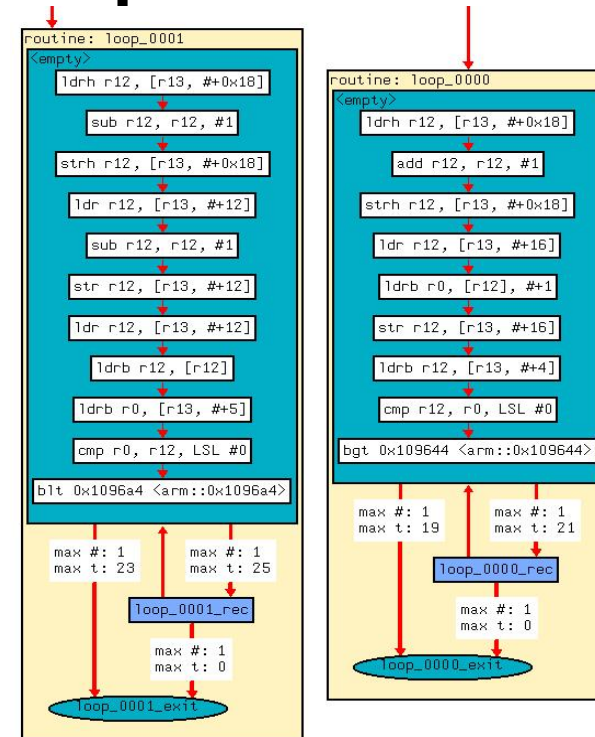 routine: loop_0001
<empty>
ldrh r12, [r13, #+0x18]
sub r12, r12, #1
strh r12, [r13, #+0x18]
ldr r12, [r13, #+12]
sub r12, r12, #1
str r12, [r13, #+12]
ldr r12, [r13, #+12]
ldrb r12, [r12]
ldrb r0, [r13, #+5]
cmp r0, r12, LSL #0
blt 0x1096a4 <arm::0x1096a4>
max #: 1
max t: 23
max #: 1
max t: 25
loop_0001_rec
max #: 1
max t: 0
loop_0001_exit
routine: loop_0000
<empty>
ldrh r12, [r13, #+0x18]
add r12, r12, #1
strh r12, [r13, #+0x18]
ldr r12, [r13, #+16]
ldrb r0, [r12], #+1
str r12, [r13, #+16]
ldrb r12, [r13, #+4]
cmp r12, r0, LSL #0
bgt 0x109644 <arm::0x109644>
max #: 1
max t: 19
max #: 1
max t: 21
loop_0000_rec
max #: 1
max t: 0
loop_0000_exit